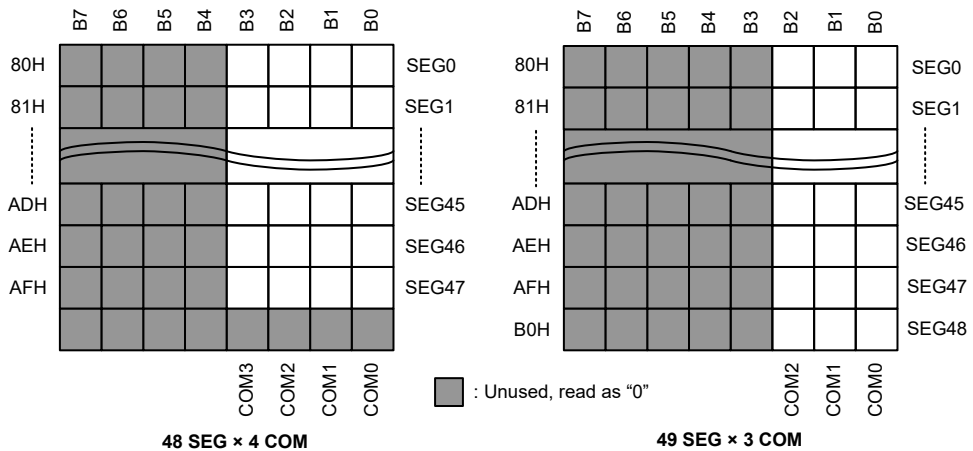 B7 B6 B5 B4 B3 B2 B1 B0
80H SEG0
81H SEG1
ADH SEG45
AEH SEG46
AFH SEG47
COM3 COM2 COM1 COM0
48 SEG × 4 COM
B7 B6 B5 B4 B3 B2 B1 B0
80H SEG0
81H SEG1
ADH SEG45
AEH SEG46
AFH SEG47
B0H SEG48
COM2 COM1 COM0
49 SEG × 3 COM
: Unused, read as “0”